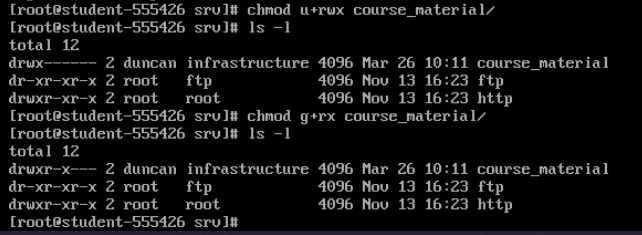 [root@student-555426 srv]# chmod u+rwx course_material/
[root@student-555426 srv]# ls -l
total 12
drwx------ 2 duncan infrastructure 4096 Mar 26 10:11 course_material
dr-xr-xr-x 2 root   ftp            4096 Nov 13 16:23 ftp
drwxr-xr-x 2 root   root           4096 Nov 13 16:23 http
[root@student-555426 srv]# chmod g+rx course_material/
[root@student-555426 srv]# ls -l
total 12
drwxr-x--- 2 duncan infrastructure 4096 Mar 26 10:11 course_material
dr-xr-xr-x 2 root   ftp            4096 Nov 13 16:23 ftp
drwxr-xr-x 2 root   root           4096 Nov 13 16:23 http
[root@student-555426 srv]#